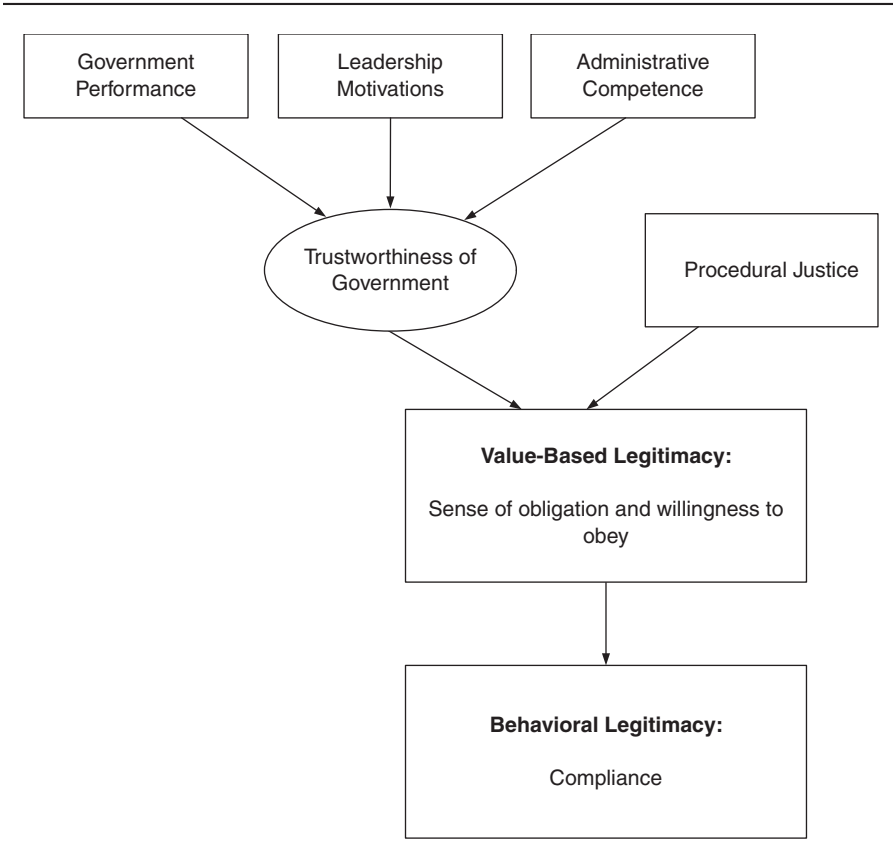 Government
Performance
Leadership
Motivations
Administrative
Competence
Trustworthiness of
Government
Procedural Justice
Value-Based Legitimacy:
Sense of obligation and willingness to
obey
Behavioral Legitimacy:
Compliance